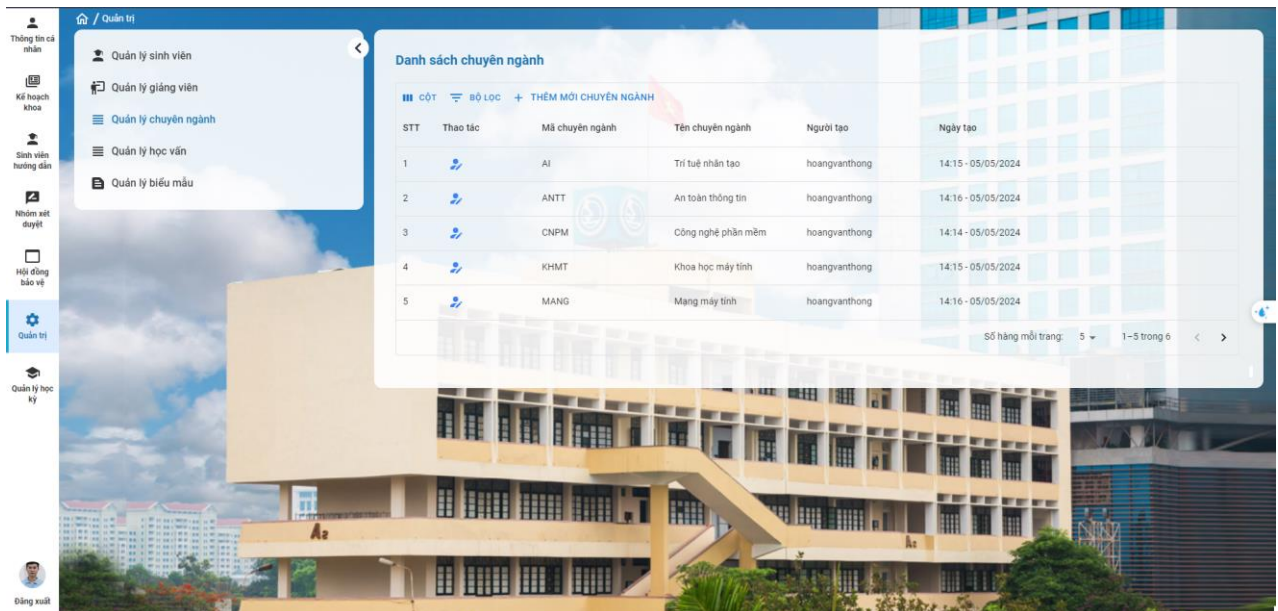 Thông tin cá
nhân
Kế hoạch
khoa
Sinh viên
hướng dẫn
Nhóm xét
duyệt
Hội đồng
bảo vệ
Quản trị
Quản lý học
kỳ
Đăng xuất
/ Quản trị
Quản lý sinh viên
Quản lý giảng viên
Quản lý chuyên ngành
Quản lý học vấn
Quản lý biểu mẫu
Danh sách chuyên ngành
CỘT BỘ LỌC + THÊM MỚI CHUYÊN NGÀNH
STT Thao tác Mã chuyên ngành Tên chuyên ngành Người tạo Ngày tạo
1 AI Trí tuệ nhân tạo hoangvanthong 14:15 - 05/05/2024
2 ANTT An toàn thông tin hoangvanthong 14:16 - 05/05/2024
3 CNPM Công nghệ phần mềm hoangvanthong 14:14 - 05/05/2024
4 KHMT Khoa học máy tính hoangvanthong 14:15 - 05/05/2024
5 MANG Mạng máy tính hoangvanthong 14:16 - 05/05/2024
Số hàng mỗi trang: 5 1–5 trong 6
A2